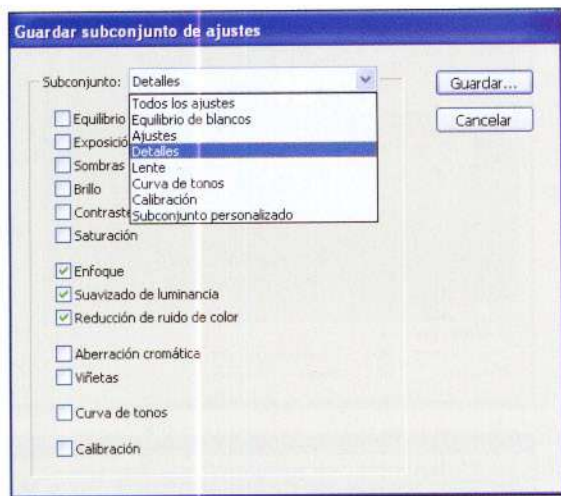 Guardar subconjunto de ajustes
Subconjunto: Detalles
Guardar...
Cancelar
Todos los ajustes
Equilibrio de blancos
Ajustes
Detalles
Lente
Curva de tonos
Calibración
Subconjunto personalizado
Equilibrio
Exposició
Sombras
Brillo
Contraste
Saturación
Enfoque
Suavizado de luminancia
Reducción de ruido de color
Aberración cromática
Viñetas
Curva de tonos
Calibración